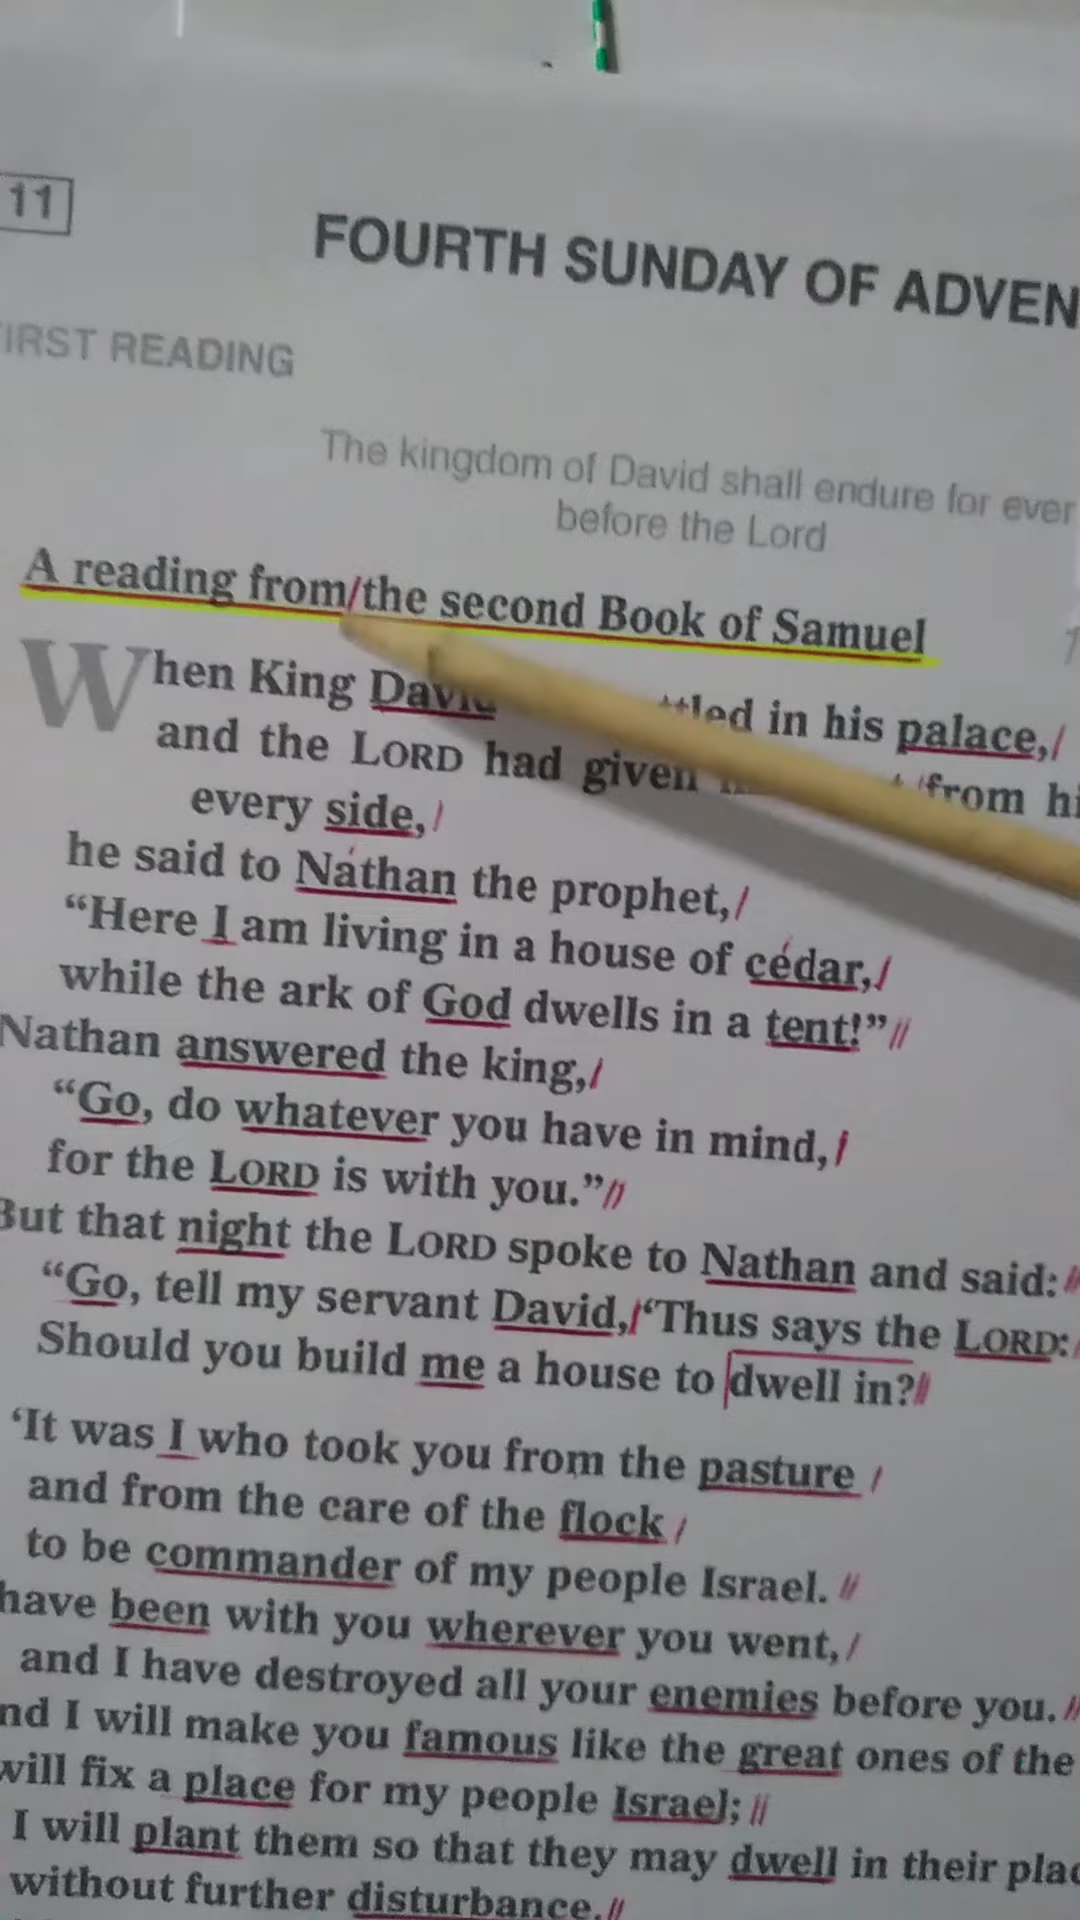 11
FOURTH SUNDAY OF ADVEN
IRST READING
The kingdom of David shall endure for ever
before the Lord
A reading from/the second Book of Samuel
When King David in his palace,/
and the LORD had given from
every side,/
he said to Náthan the prophet,/
“Here I am living in a house of cédar,/
while the ark of God dwells in a tent!”//
Nathan answered the king,/
“Go, do whatever you have in mind,/
for the LORD is with you.”//
But that night the LORD spoke to Nathan and said://
“Go, tell my servant David,/‘Thus says the LORD:/
Should you build me a house to dwell in?//
‘It was I who took you from the pasture /
and from the care of the flock /
to be commander of my people Israel. //
have been with you wherever you went,/
and I have destroyed all your enemies before you. //
nd I will make you famous like the great ones of the
will fix a place for my people Israel; //
I will plant them so that they may dwell in their plac
without further disturbance.//